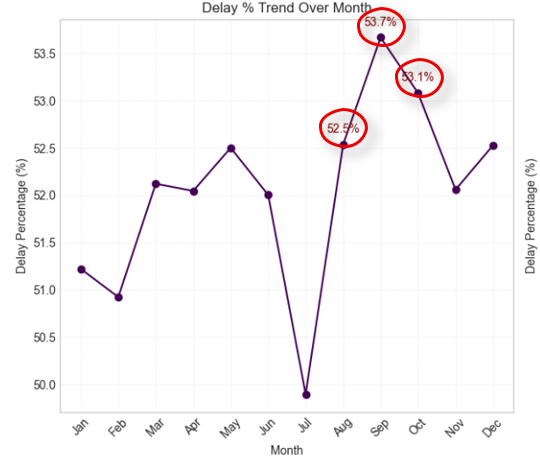 Delay % Trend Over Month
53.7%
53.1%
52.5%
53.5
53.0
52.5
52.0
51.5
51.0
50.5
50.0
Delay Percentage (%)
Delay Percentage (%)
Jan Feb Mar Apr May Jun Jul Aug Sep Oct Nov Dec
Month